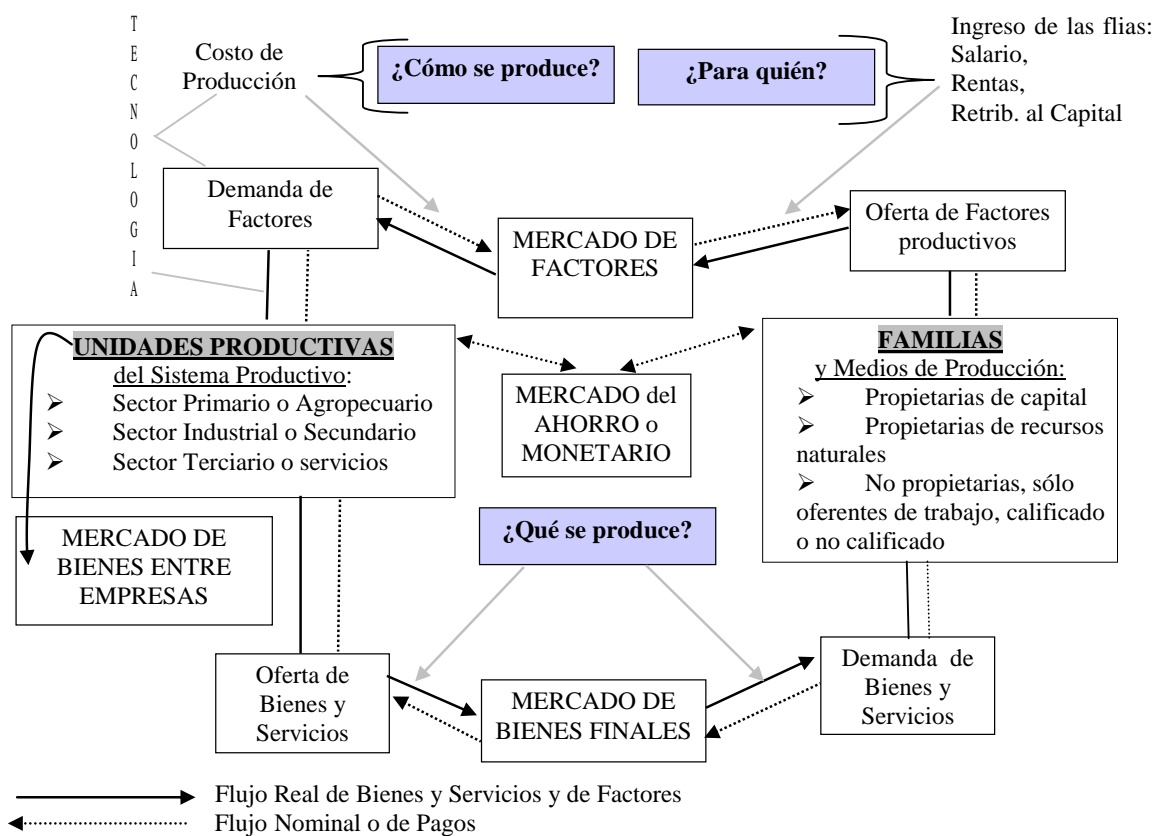 TECNOLOGIA
Costo de
Producción
¿Cómo se produce?
¿Para quién?
Ingreso de las flias:
Salario,
Rentas,
Retrib. al Capital
Demanda de
Factores
MERCADO DE
FACTORES
Oferta de Factores
productivos
UNIDADES PRODUCTIVAS
del Sistema Productivo:
➢ Sector Primario o Agropecuario
➢ Sector Industrial o Secundario
➢ Sector Terciario o servicios
MERCADO del
AHORRO o
MONETARIO
FAMILIAS
y Medios de Producción:
➢ Propietarias de capital
➢ Propietarias de recursos
naturales
➢ No propietarias, sólo
oferentes de trabajo, calificado
o no calificado
MERCADO DE
BIENES ENTRE
EMPRESAS
¿Qué se produce?
Oferta de
Bienes y
Servicios
MERCADO DE
BIENES FINALES
Demanda de
Bienes y
Servicios
Flujo Real de Bienes y Servicios y de Factores
Flujo Nominal o de Pagos